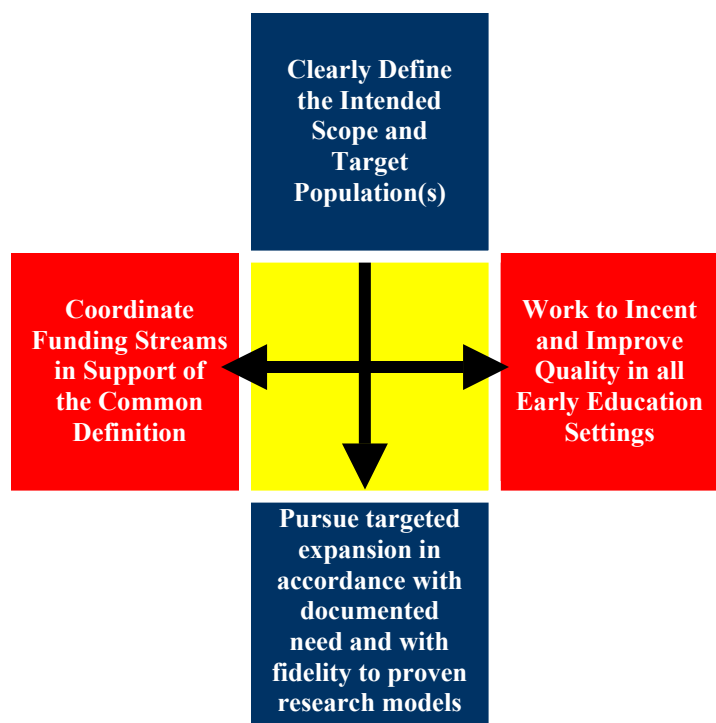 Clearly Define
the Intended
Scope and
Target
Population(s)
Coordinate
Funding Streams
in Support of
the Common
Definition
Work to Incent
and Improve
Quality in all
Early Education
Settings
Pursue targeted
expansion in
accordance with
documented
need and with
fidelity to proven
research models